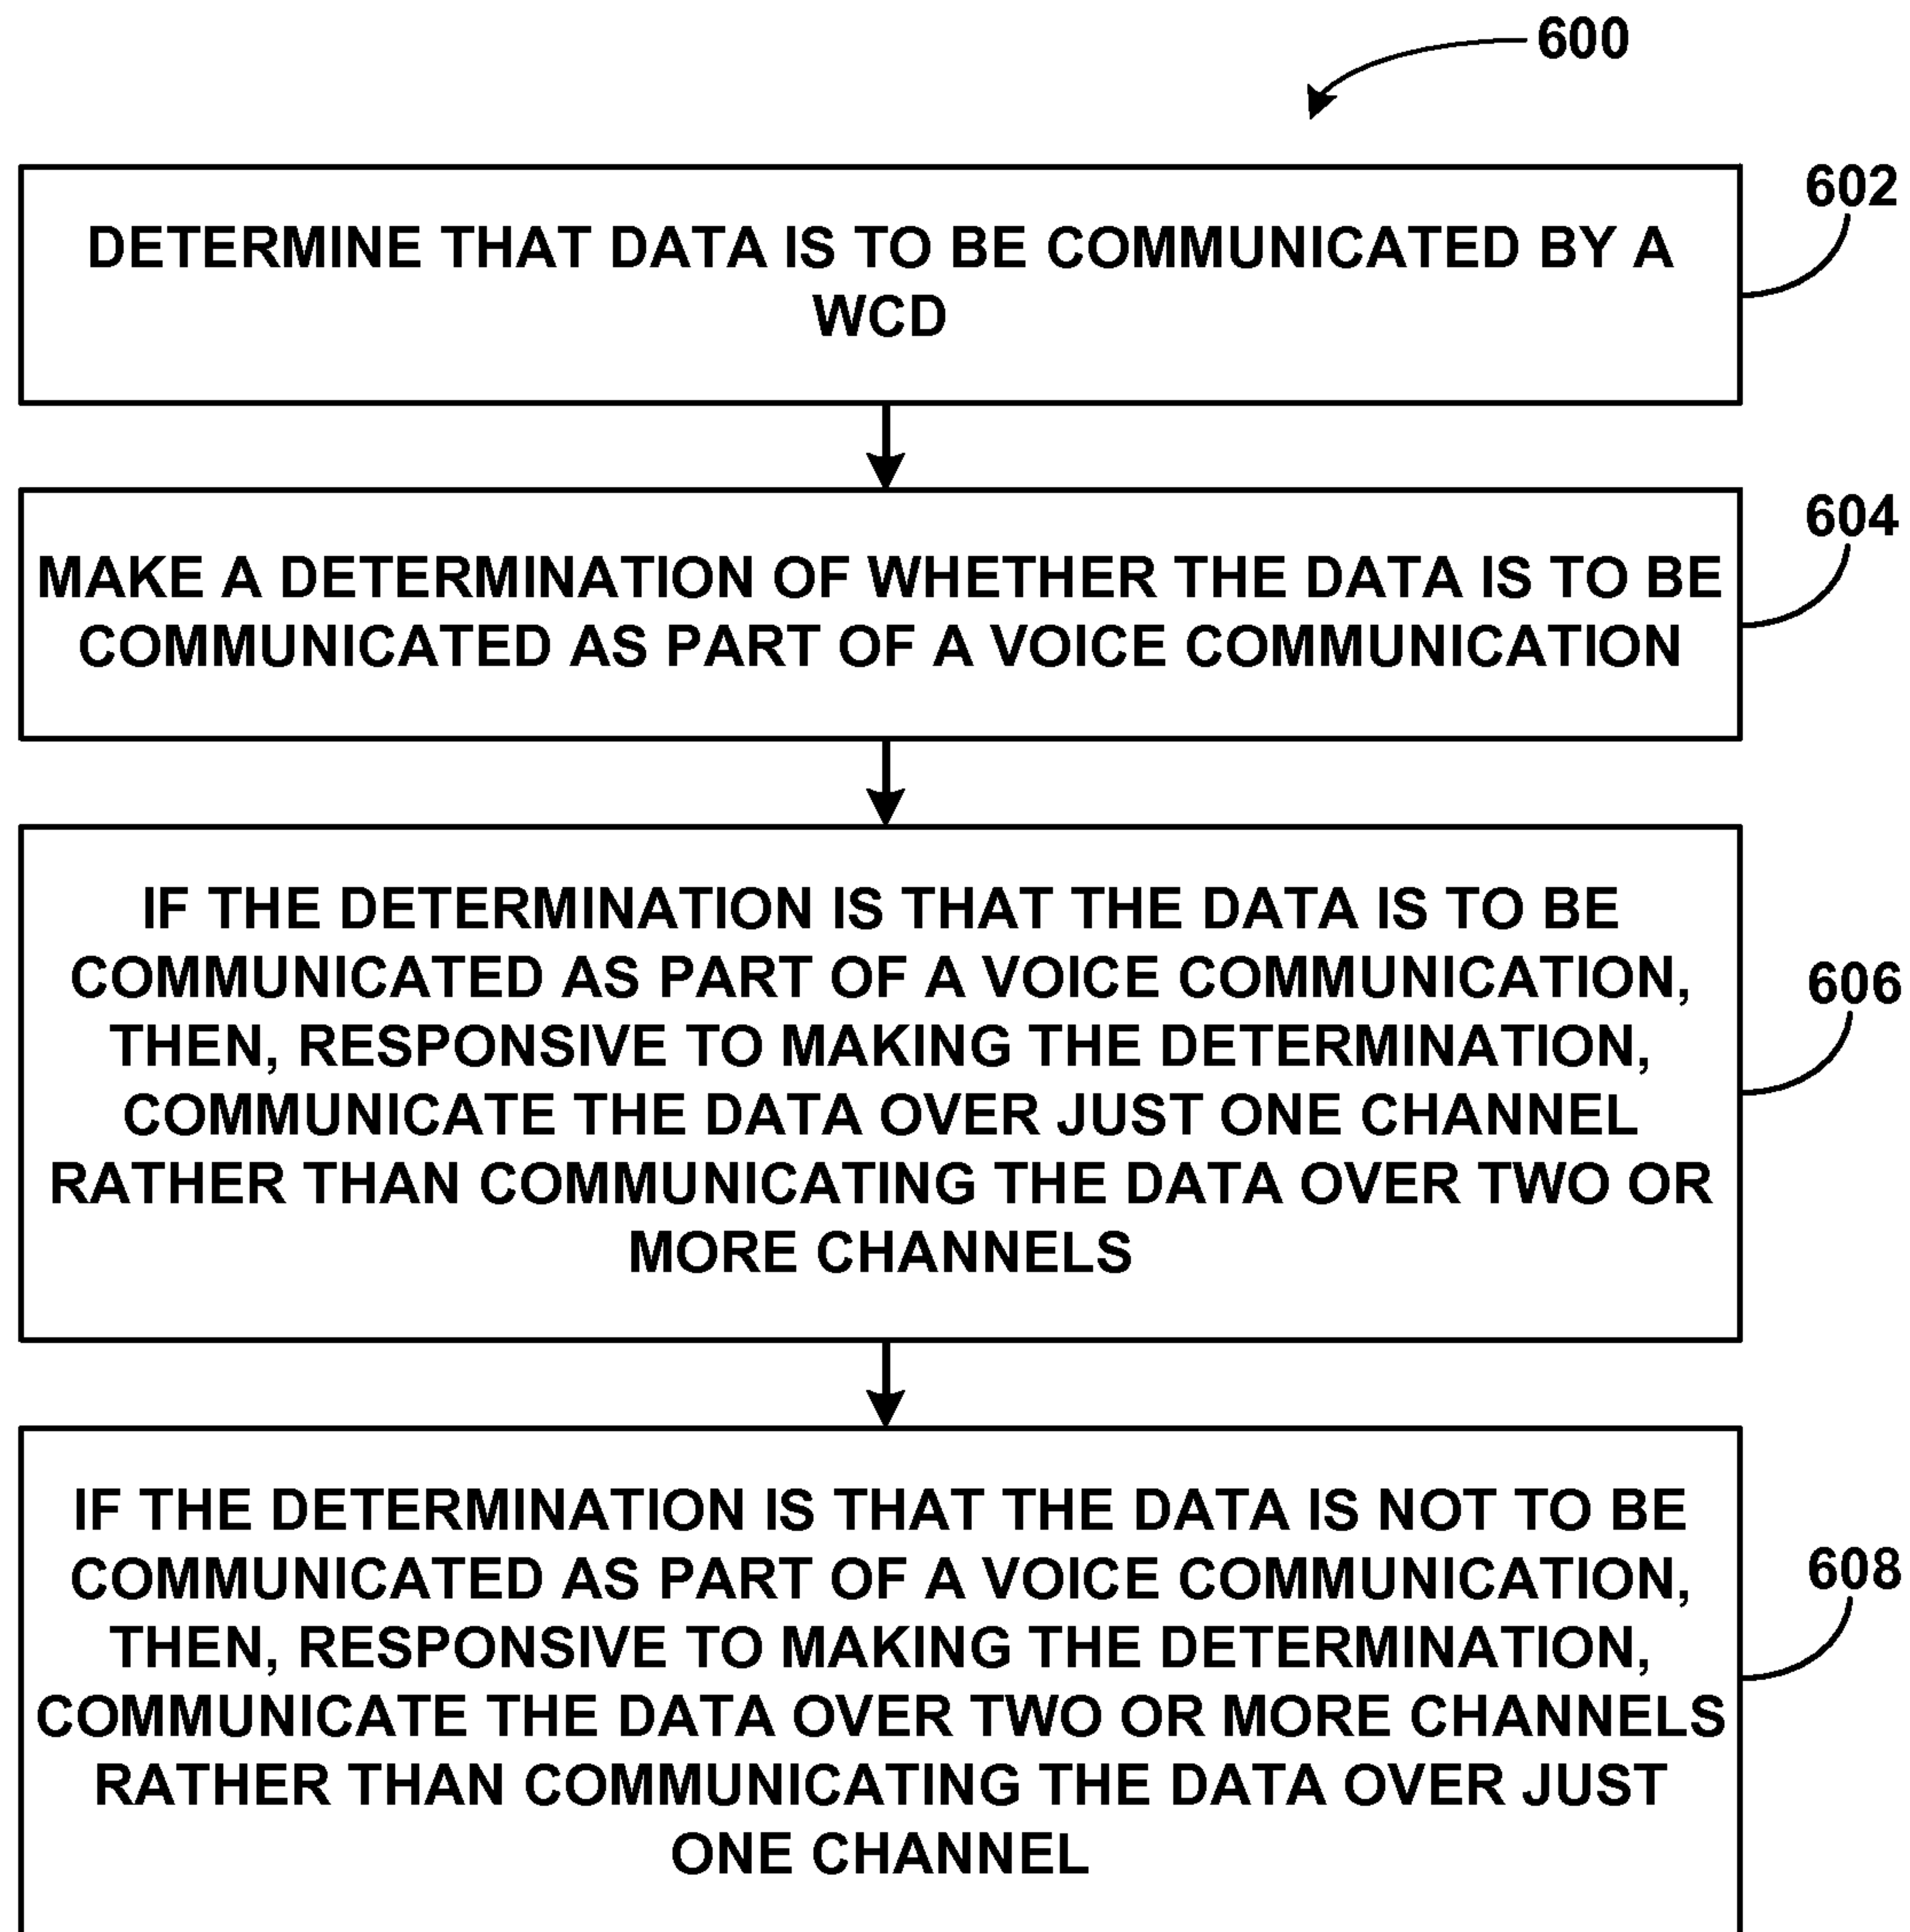 600
602
DETERMINE THAT DATA IS TO BE COMMUNICATED BY A
WCD
604
MAKE A DETERMINATION OF WHETHER THE DATA IS TO BE
COMMUNICATED AS PART OF A VOICE COMMUNICATION
606
IF THE DETERMINATION IS THAT THE DATA IS TO BE
COMMUNICATED AS PART OF A VOICE COMMUNICATION,
THEN, RESPONSIVE TO MAKING THE DETERMINATION,
COMMUNICATE THE DATA OVER JUST ONE CHANNEL
RATHER THAN COMMUNICATING THE DATA OVER TWO OR
MORE CHANNELS
608
IF THE DETERMINATION IS THAT THE DATA IS NOT TO BE
COMMUNICATED AS PART OF A VOICE COMMUNICATION,
THEN, RESPONSIVE TO MAKING THE DETERMINATION,
COMMUNICATE THE DATA OVER TWO OR MORE CHANNELS
RATHER THAN COMMUNICATING THE DATA OVER JUST
ONE CHANNEL